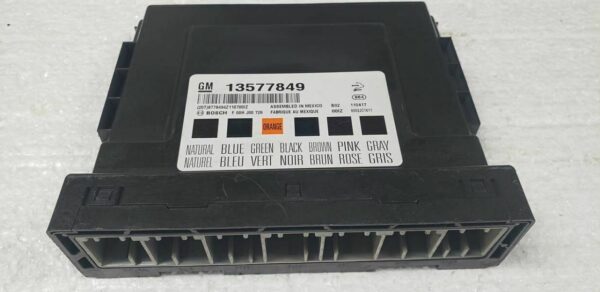 GM 13577849
ASSEMBLED IN MEXICO
BOSCH FABRIQUE AU MEXIQUE
ORANGE
NATURAL BLUE GREEN BLACK BROWN PINK GRAY
NATUREL BLEU VERT NOIR BRUN ROSE GRIS